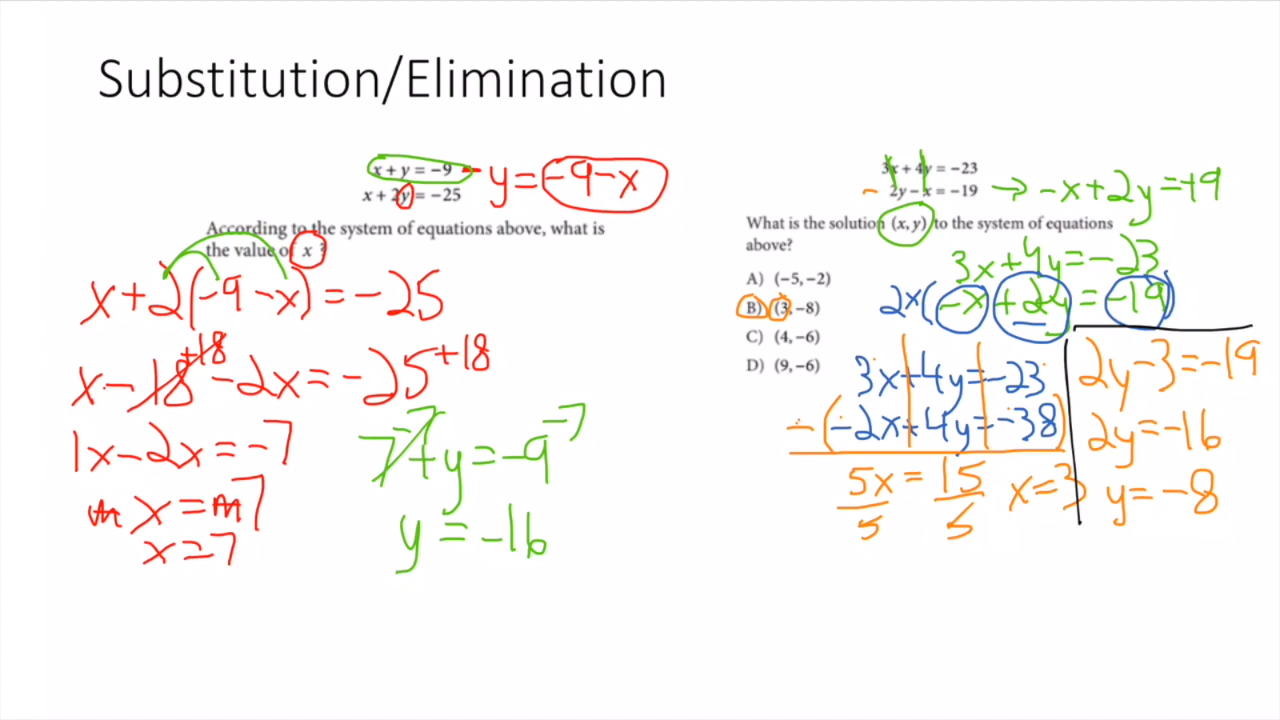 Substitution/Elimination
x + y = −9
y = −9−x
x + 2y = −25
According to the system of equations above, what is
the value of x ?
x+2(−9−x)=−25
x−18+18−2x=−25+18
1x−2x=−7
x=7
x=7
7−7+y=−9−7
y=−16
3x + 4y = −23
2y − x = −19
→ −x+2y=−19
What is the solution (x, y) to the system of equations
above?
A) (−5, −2)
B) (3, −8)
C) (4, −6)
D) (9, −6)
3x+4y=−23
2x(−x+2y=−19)
3x+4y=−23
−(−2x+4y=−38)
5x/5 = 15/5 x=3
2y−3=−19
2y=−16
y=−8